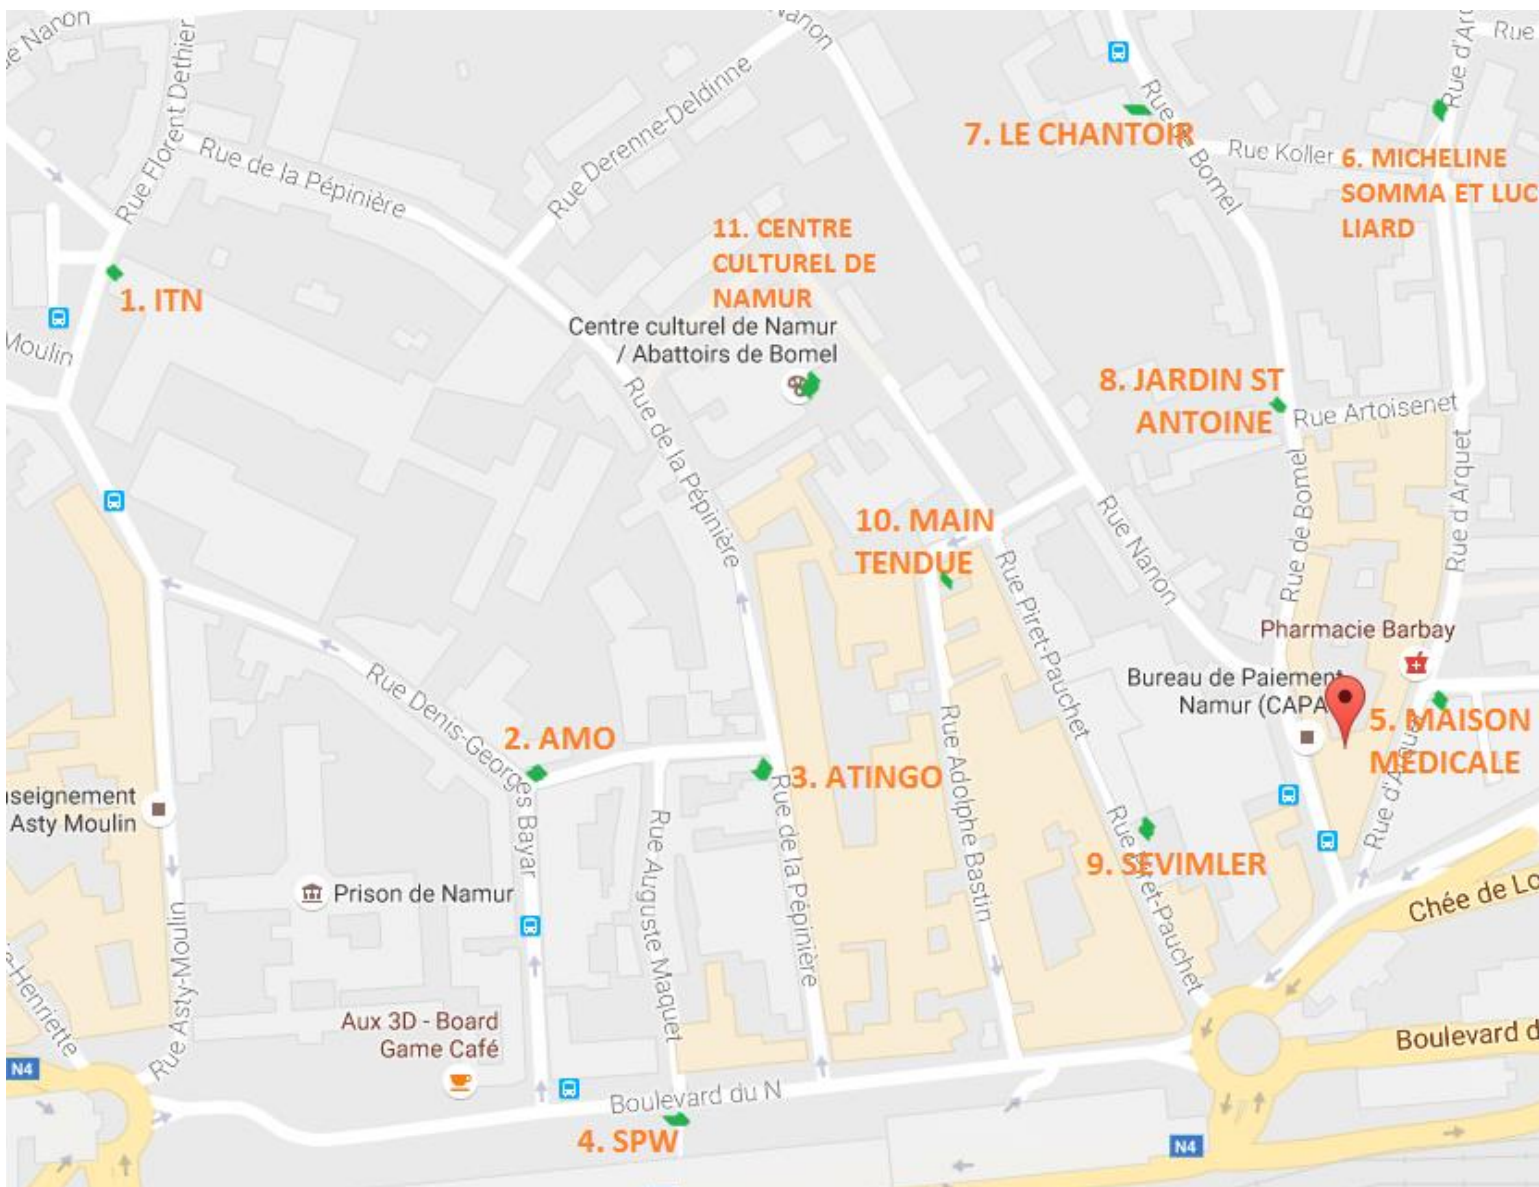 Nanon
Rue Florent Dethier
Rue de la Pépinière
Rue Derenne-Deldinne
Nanon
Rue de Bomel
Rue d'Arq
Rue
7. LE CHANTOIR
Rue Koller
6. MICHELINE
SOMMA ET LUC
LIARD
11. CENTRE
CULTUREL DE
NAMUR
Centre culturel de Namur
/ Abattoirs de Bomel
1. ITN
Moulin
Rue de la Pépinière
8. JARDIN ST
ANTOINE
Rue Artoisenet
Rue de Bomel
Rue d'Arquet
10. MAIN
TENDUE
Rue Nanon
Rue Piret-Pauchet
Pharmacie Barbay
Bureau de Paiement
Namur (CAPA
5. MAISON
MEDICALE
Rue Denis-Georges Bayar
2. AMO
3. ATINGO
Rue Adolphe Bastin
Rue d'Arquet
seignement
Asty Moulin
Prison de Namur
Rue Auguste Maquet
Rue de la Pépinière
9. SEVIMLER
Rue Piret-Pauchet
Chée de Lo
-Henriette
Rue Asty-Moulin
Aux 3D - Board
Game Café
N4
Boulevard d
Boulevard du N
4. SPW
N4